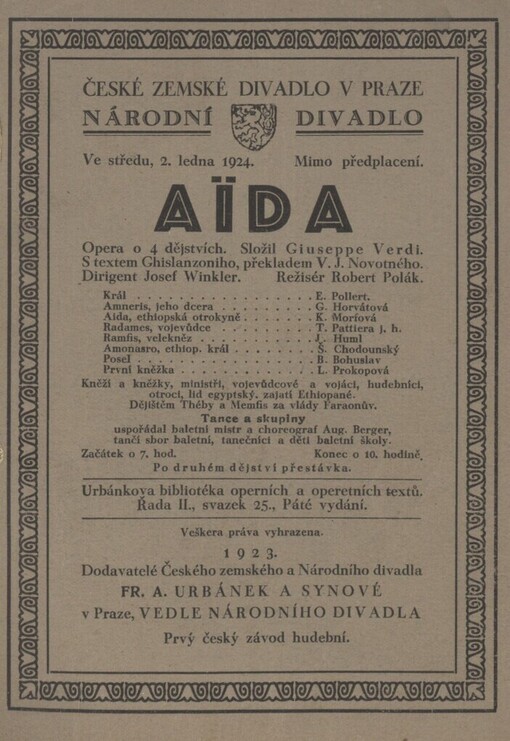 ČESKÉ ZEMSKÉ DIVADLO V PRAZE
NÁRODNÍ DIVADLO
Ve středu, 2. ledna 1924. Mimo předplacení.
AÏDA
Opera o 4 dějstvích. Složil Giuseppe Verdi.
S textem Ghislanzoniho, překladem V. J. Novotného.
Dirigent Josef Winkler. Režisér Robert Polák.
Král . . . . . . . . . . . . . . . . . E. Pollert.
Amneris, jeho dcera . . . . . . . . . G. Horvátová
Aida, ethiopská otrokyně . . . . . . K. Morfová
Radames, vojevůdce . . . . . . . . . T. Pattiera j. h.
Ramfis, velekněz . . . . . . . . . . . J. Huml
Amonasro, ethiop. král . . . . . . . . Š. Chodounský
Posel . . . . . . . . . . . . . . . . . B. Bohuslav
První kněžka . . . . . . . . . . . . . L. Prokopová
Kněží a kněžky, ministři, vojevůdcové a vojáci, hudebníci,
otroci, lid egyptský, zajatí Ethiopané.
Dějištěm Théby a Memfis za vlády Faraonův.
Tance a skupiny
uspořádal baletní mistr a choreograf Aug. Berger,
tančí sbor baletní, tanečníci a děti baletní školy.
Začátek o 7. hod. Konec o 10. hodině.
Po druhém dějství přestávka.
Urbánkova bibliotéka operních a operetních textů.
Řada II., svazek 25., Páté vydání.
Veškera práva vyhrazena.
1923.
Dodavatelé Českého zemského a Národního divadla
FR. A. URBÁNEK A SYNOVÉ
v Praze, VEDLE NÁRODNÍHO DIVADLA
Prvý český závod hudební.